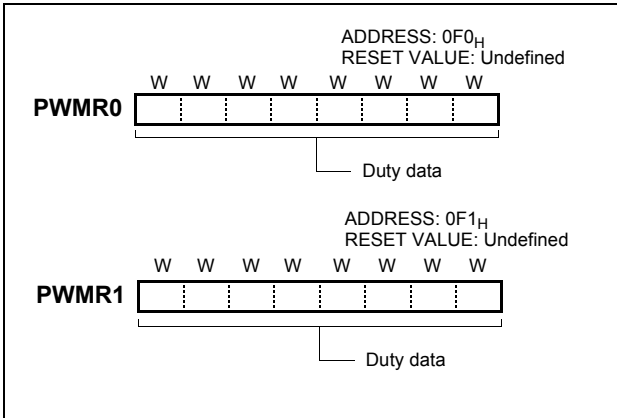 ADDRESS: 0F0H
RESET VALUE: Undefined
W W W W W W W W
PWMR0
Duty data
ADDRESS: 0F1H
RESET VALUE: Undefined
W W W W W W W W
PWMR1
Duty data